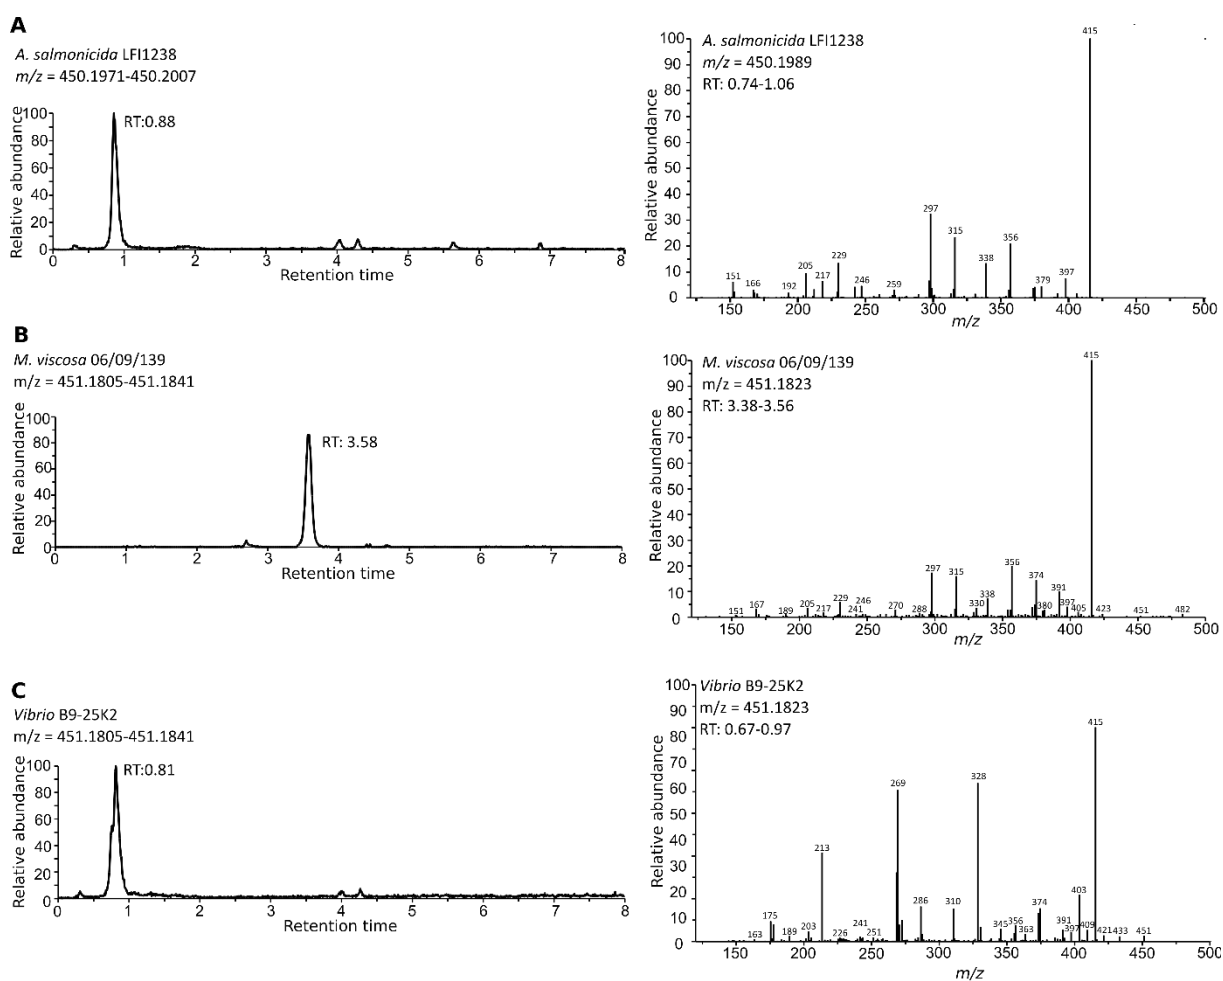 A
A. salmonicida LFI1238
m/z = 450.1971-450.2007
Relative abundance
100
80
60
40
20
0
RT:0.88
0 1 2 3 4 5 6 7 8
Retention time
A. salmonicida LFI1238
m/z = 450.1989
RT: 0.74-1.06
Relative abundance
100
90
80
70
60
50
40
30
20
10
0
151 166 192 205 217 229 246 259 297 315 338 356 379 397 415
150 200 250 300 350 400 450 500
m/z
B
M. viscosa 06/09/139
m/z = 451.1805-451.1841
Relative abundance
100
80
60
40
20
0
RT: 3.58
0 1 2 3 4 5 6 7 8
Retention time
M. viscosa 06/09/139
m/z = 451.1823
RT: 3.38-3.56
Relative abundance
100
90
80
70
60
50
40
30
20
10
0
151 167 189 205 217 229 241 246 270 288 297 315 330 338 356 374 380 391 397 405 415 423 451 482
150 200 250 300 350 400 450 500
m/z
C
Vibrio B9-25K2
m/z = 451.1805-451.1841
Relative abundance
100
80
60
40
20
0
RT:0.81
0 1 2 3 4 5 6 7 8
Retention time
Vibrio B9-25K2
m/z = 451.1823
RT: 0.67-0.97
Relative abundance
100
90
80
60
50
40
20
20
10
0
163 175 189 203 213 226 241 251 269 286 310 328 345 356 363 374 391 397 403 409 415 421 433 451
150 200 250 300 350 400 450 500
m/z